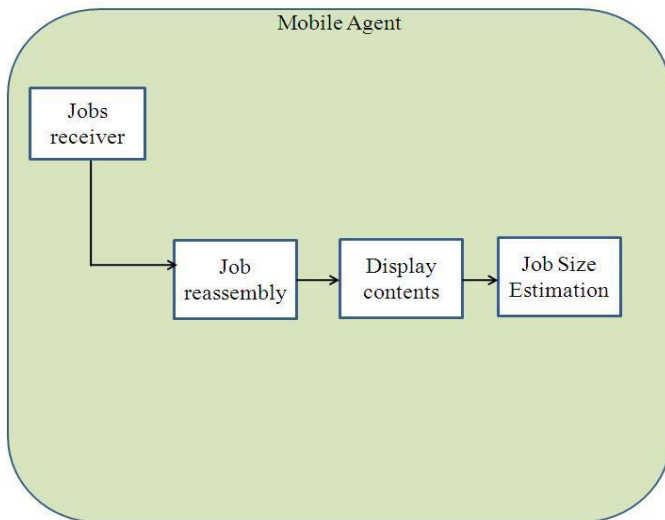 Mobile Agent
Jobs
receiver
Job
reassembly
Display
contents
Job Size
Estimation